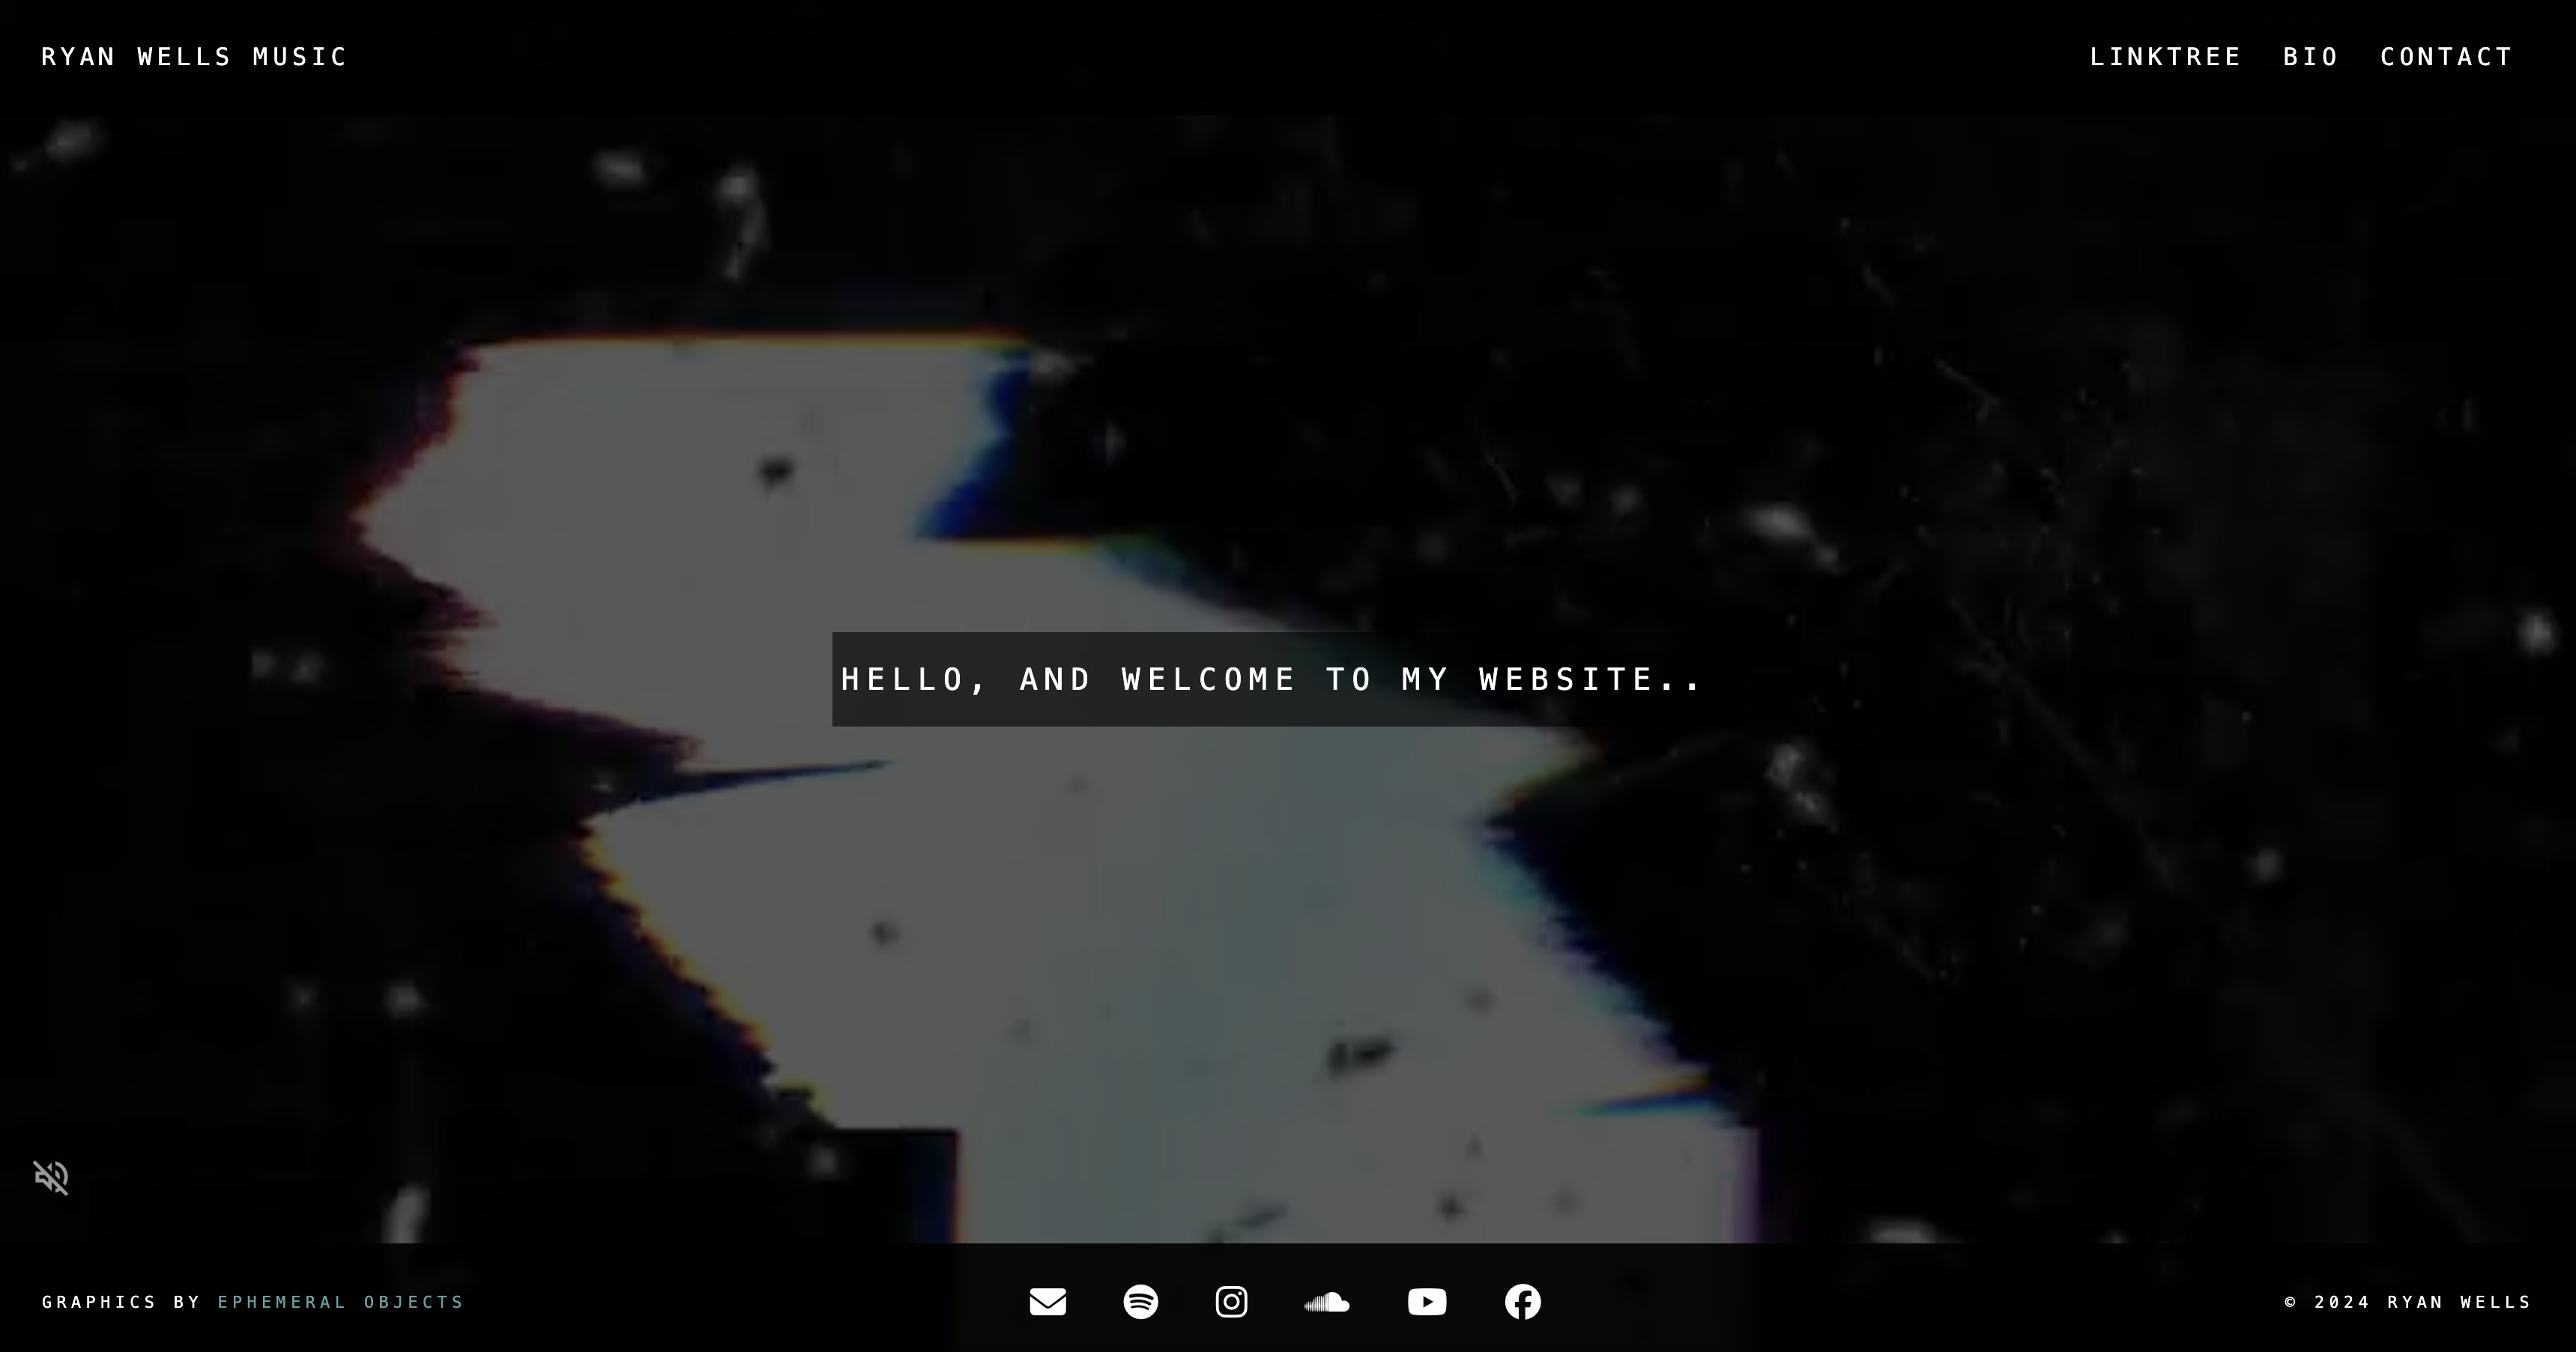 RYAN WELLS MUSIC
LINKTREE BIO CONTACT
HELLO, AND WELCOME TO MY WEBSITE..
GRAPHICS BY EPHEMERAL OBJECTS
© 2024 RYAN WELLS